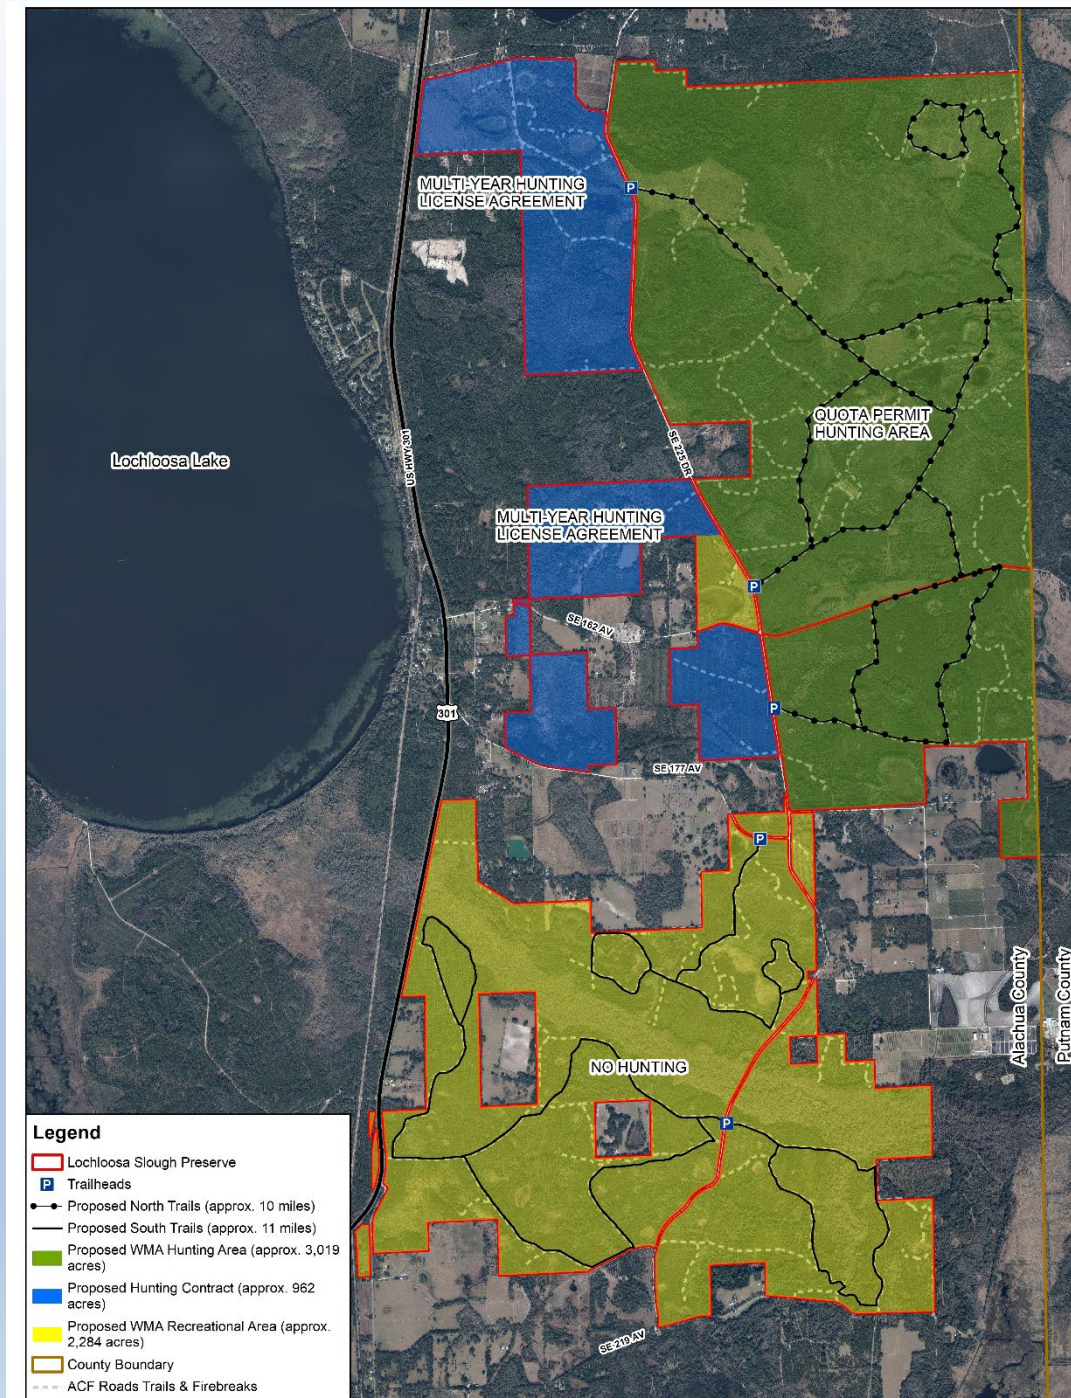 MULTI-YEAR HUNTING
LICENSE AGREEMENT
P
US HWY 301
SE 225 DR
QUOTA PERMIT
HUNTING AREA
Lochloosa Lake
MULTI-YEAR HUNTING
LICENSE AGREEMENT
P
SE 162 AV
301
P
SE 177 AV
P
Alachua County
Putnam County
NO HUNTING
P
SE 219 AV
Legend
Lochloosa Slough Preserve
P Trailheads
Proposed North Trails (approx. 10 miles)
Proposed South Trails (approx. 11 miles)
Proposed WMA Hunting Area (approx. 3,019
acres)
Proposed Hunting Contract (approx. 962
acres)
Proposed WMA Recreational Area (approx.
2,284 acres)
County Boundary
ACF Roads Trails & Firebreaks